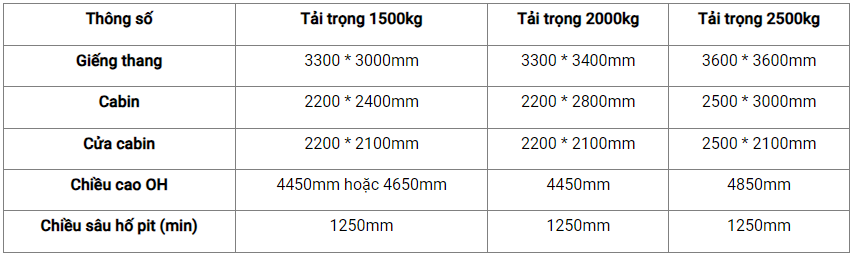 Thông số Tải trọng 1500kg Tải trọng 2000kg Tải trọng 2500kg
Giếng thang 3300 * 3000mm 3300 * 3400mm 3600 * 3600mm
Cabin 2200 * 2400mm 2200 * 2800mm 2500 * 3000mm
Cửa cabin 2200 * 2100mm 2200 * 2100mm 2500 * 2100mm
Chiều cao OH 4450mm hoặc 4650mm 4450mm 4850mm
Chiều sâu hố pit (min) 1250mm 1250mm 1250mm